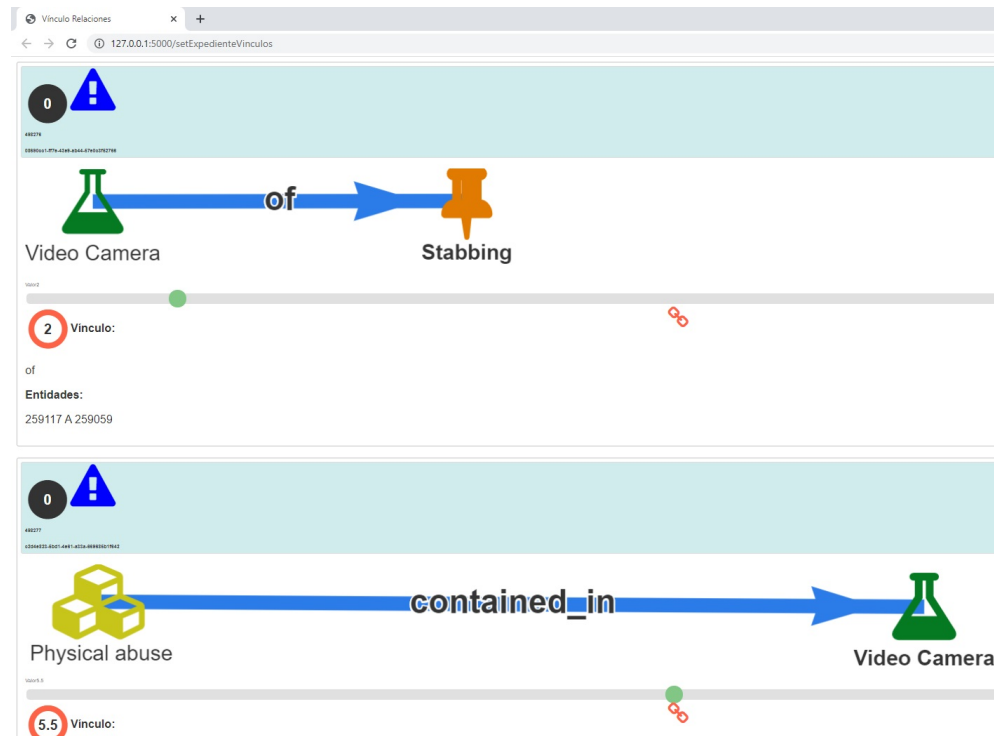 Vínculo Relaciones
127.0.0.1:5000/setExpedienteVinculos
0
of
Video Camera
Stabbing
2 Vinculo:
of
Entidades:
259117 A 259059
0
contained_in
Physical abuse
Video Camera
5.5 Vinculo: